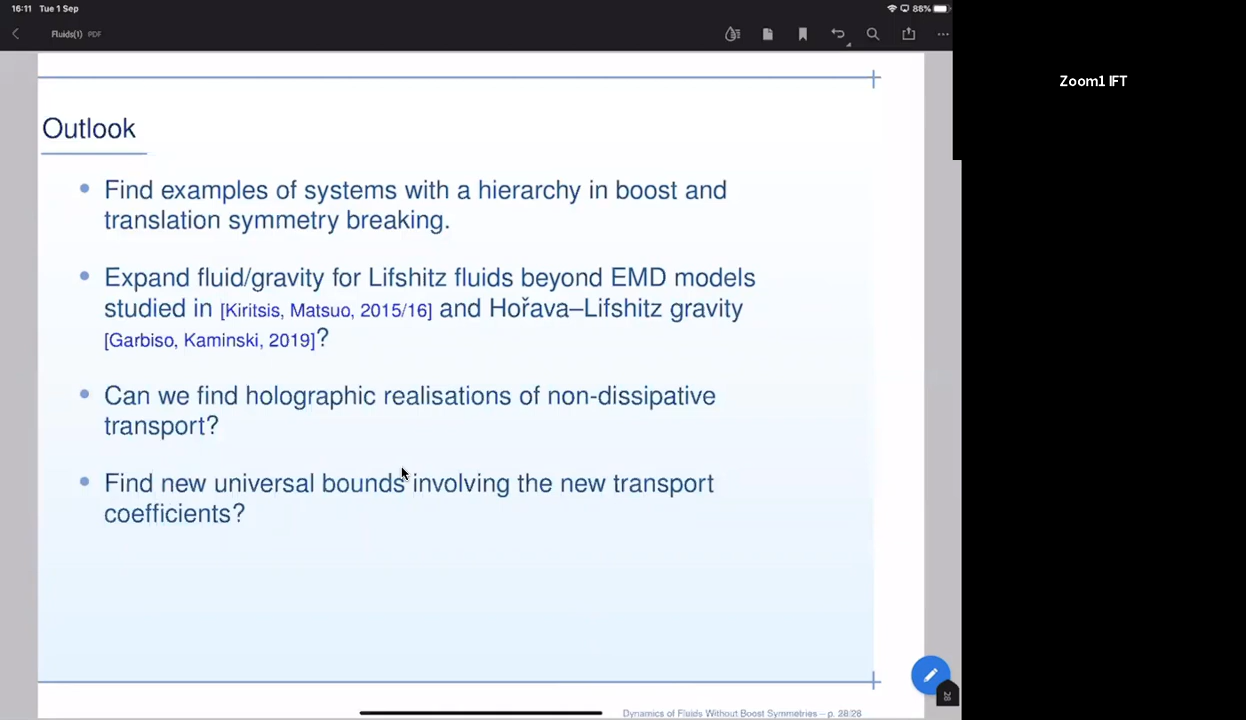 16:11 Tue 1 Sep
88%
Fluids(1) PDF
Zoom1 IFT
Outlook
Find examples of systems with a hierarchy in boost and
translation symmetry breaking.
Expand fluid/gravity for Lifshitz fluids beyond EMD models
studied in [Kiritsis, Matsuo, 2015/16] and Hořava–Lifshitz gravity
[Garbiso, Kaminski, 2019]?
Can we find holographic realisations of non-dissipative
transport?
Find new universal bounds involving the new transport
coefficients?
28
Dynamics of Fluids Without Boost Symmetries – p. 28:28